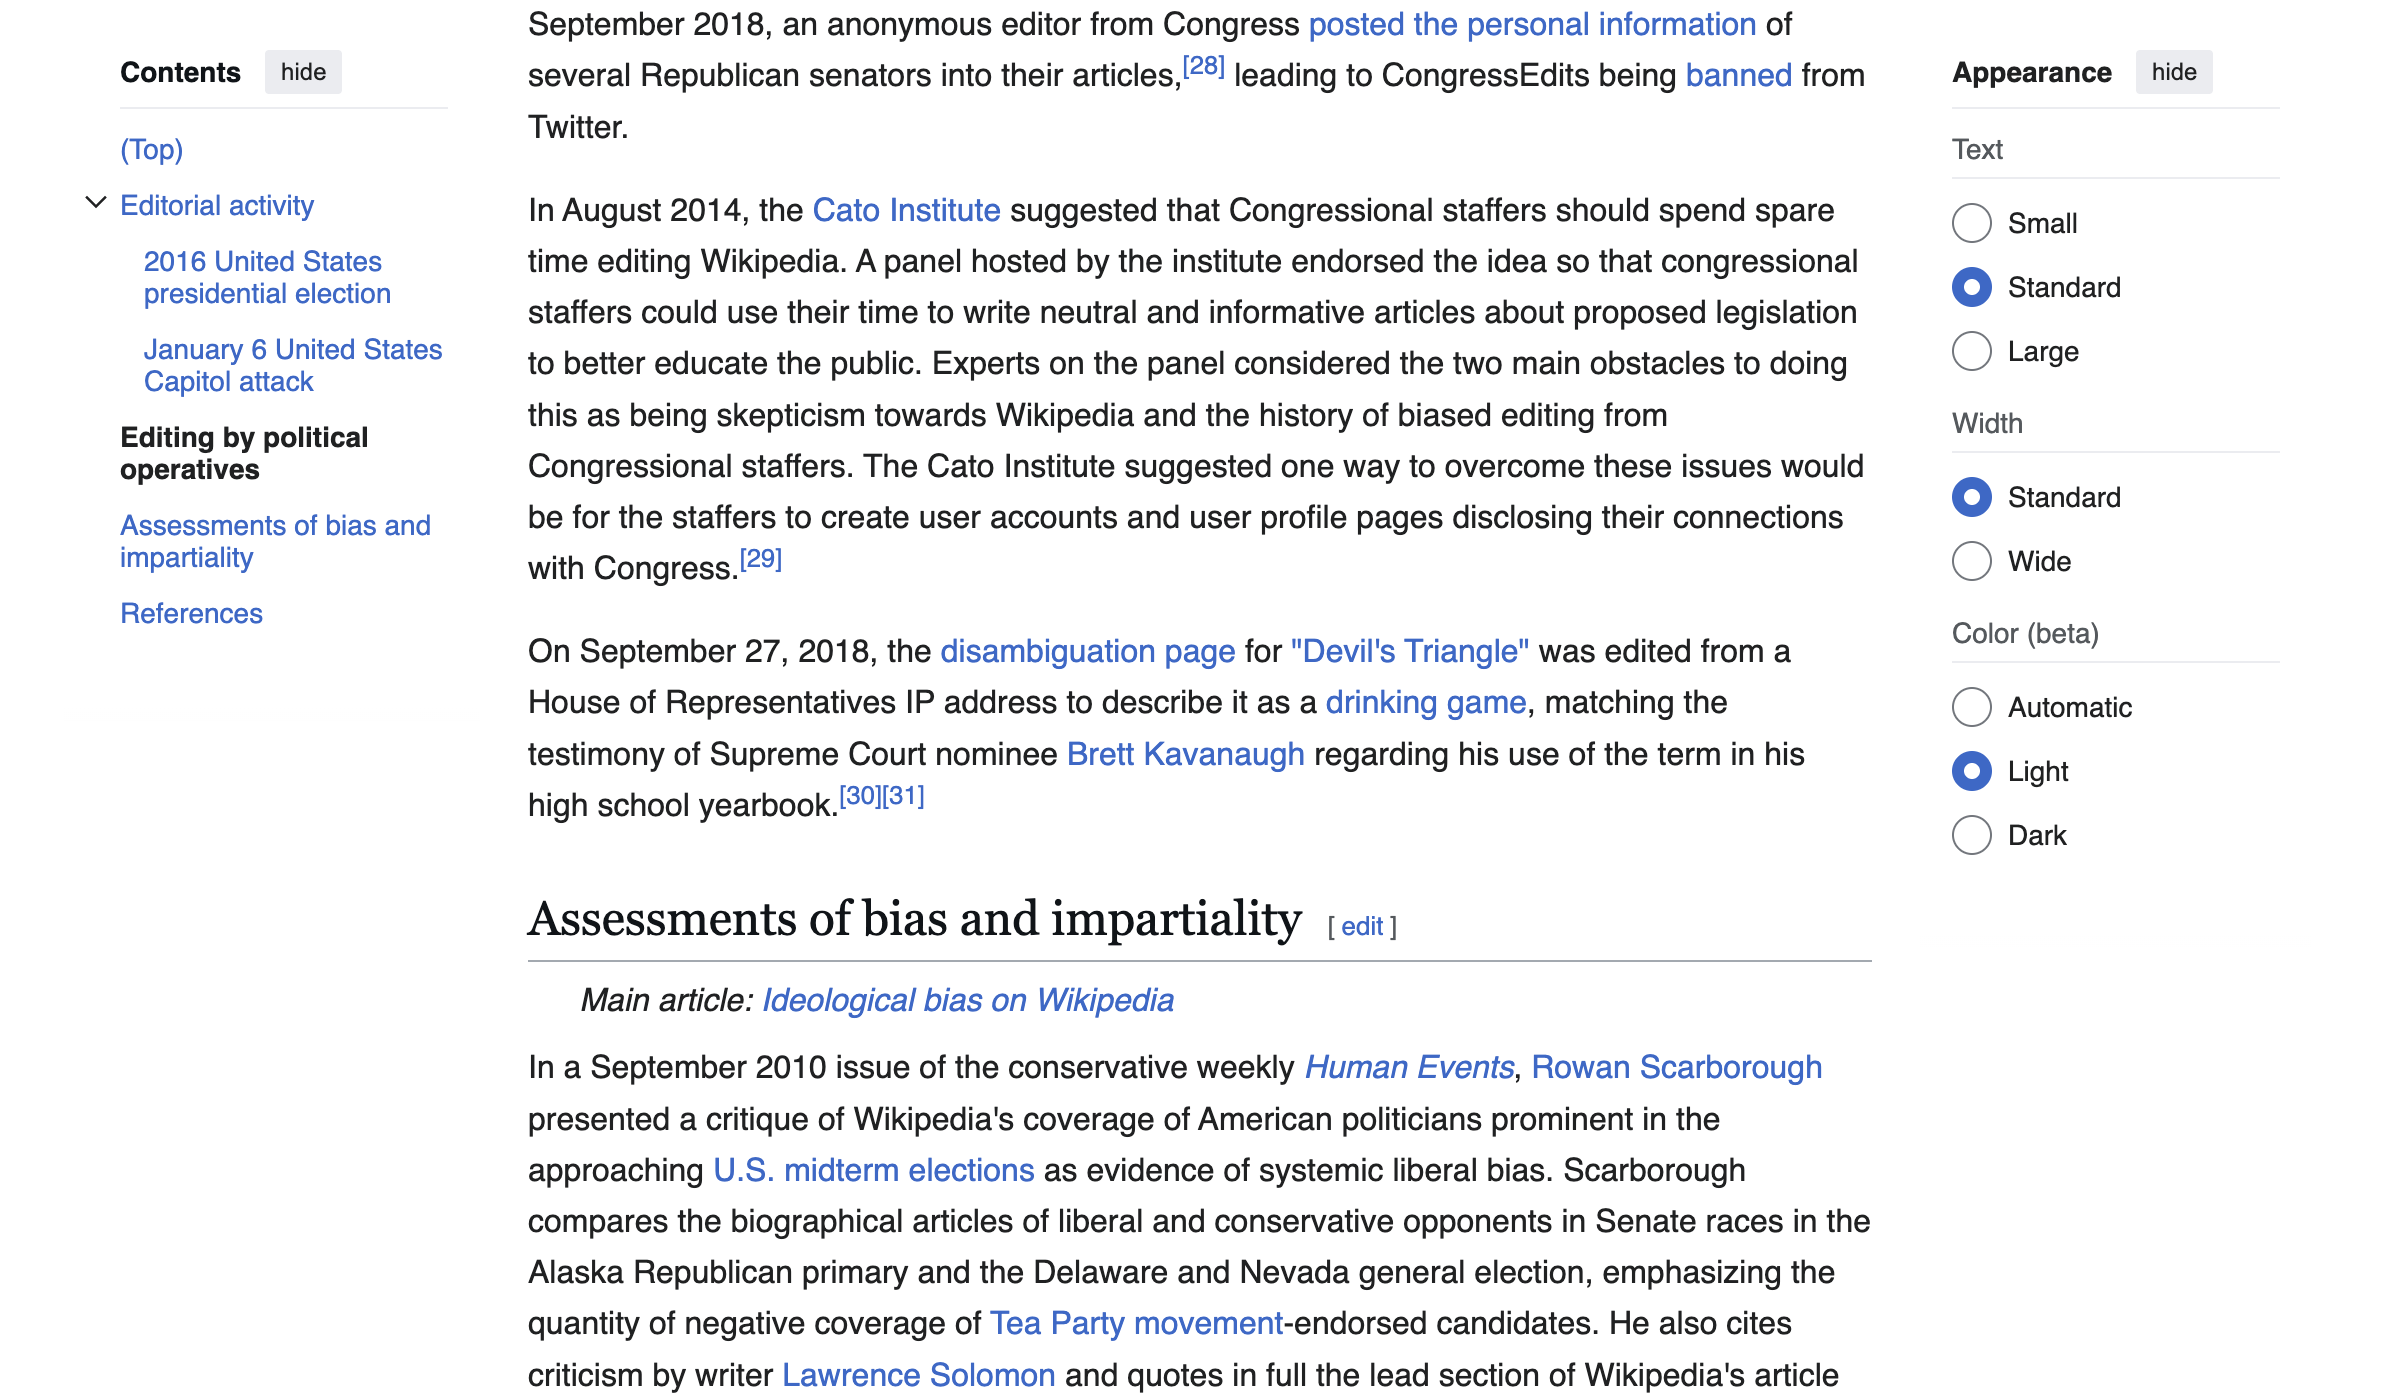 Contents hide
(Top)
Editorial activity
2016 United States
presidential election
January 6 United States
Capitol attack
Editing by political
operatives
Assessments of bias and
impartiality
References
September 2018, an anonymous editor from Congress posted the personal information of
several Republican senators into their articles,[28] leading to CongressEdits being banned from
Twitter.
In August 2014, the Cato Institute suggested that Congressional staffers should spend spare
time editing Wikipedia. A panel hosted by the institute endorsed the idea so that congressional
staffers could use their time to write neutral and informative articles about proposed legislation
to better educate the public. Experts on the panel considered the two main obstacles to doing
this as being skepticism towards Wikipedia and the history of biased editing from
Congressional staffers. The Cato Institute suggested one way to overcome these issues would
be for the staffers to create user accounts and user profile pages disclosing their connections
with Congress.[29]
On September 27, 2018, the disambiguation page for "Devil's Triangle" was edited from a
House of Representatives IP address to describe it as a drinking game, matching the
testimony of Supreme Court nominee Brett Kavanaugh regarding his use of the term in his
high school yearbook.[30][31]
Assessments of bias and impartiality [ edit ]
Main article: Ideological bias on Wikipedia
In a September 2010 issue of the conservative weekly Human Events, Rowan Scarborough
presented a critique of Wikipedia's coverage of American politicians prominent in the
approaching U.S. midterm elections as evidence of systemic liberal bias. Scarborough
compares the biographical articles of liberal and conservative opponents in Senate races in the
Alaska Republican primary and the Delaware and Nevada general election, emphasizing the
quantity of negative coverage of Tea Party movement-endorsed candidates. He also cites
criticism by writer Lawrence Solomon and quotes in full the lead section of Wikipedia's article
Appearance hide
Text
Small
Standard
Large
Width
Standard
Wide
Color (beta)
Automatic
Light
Dark